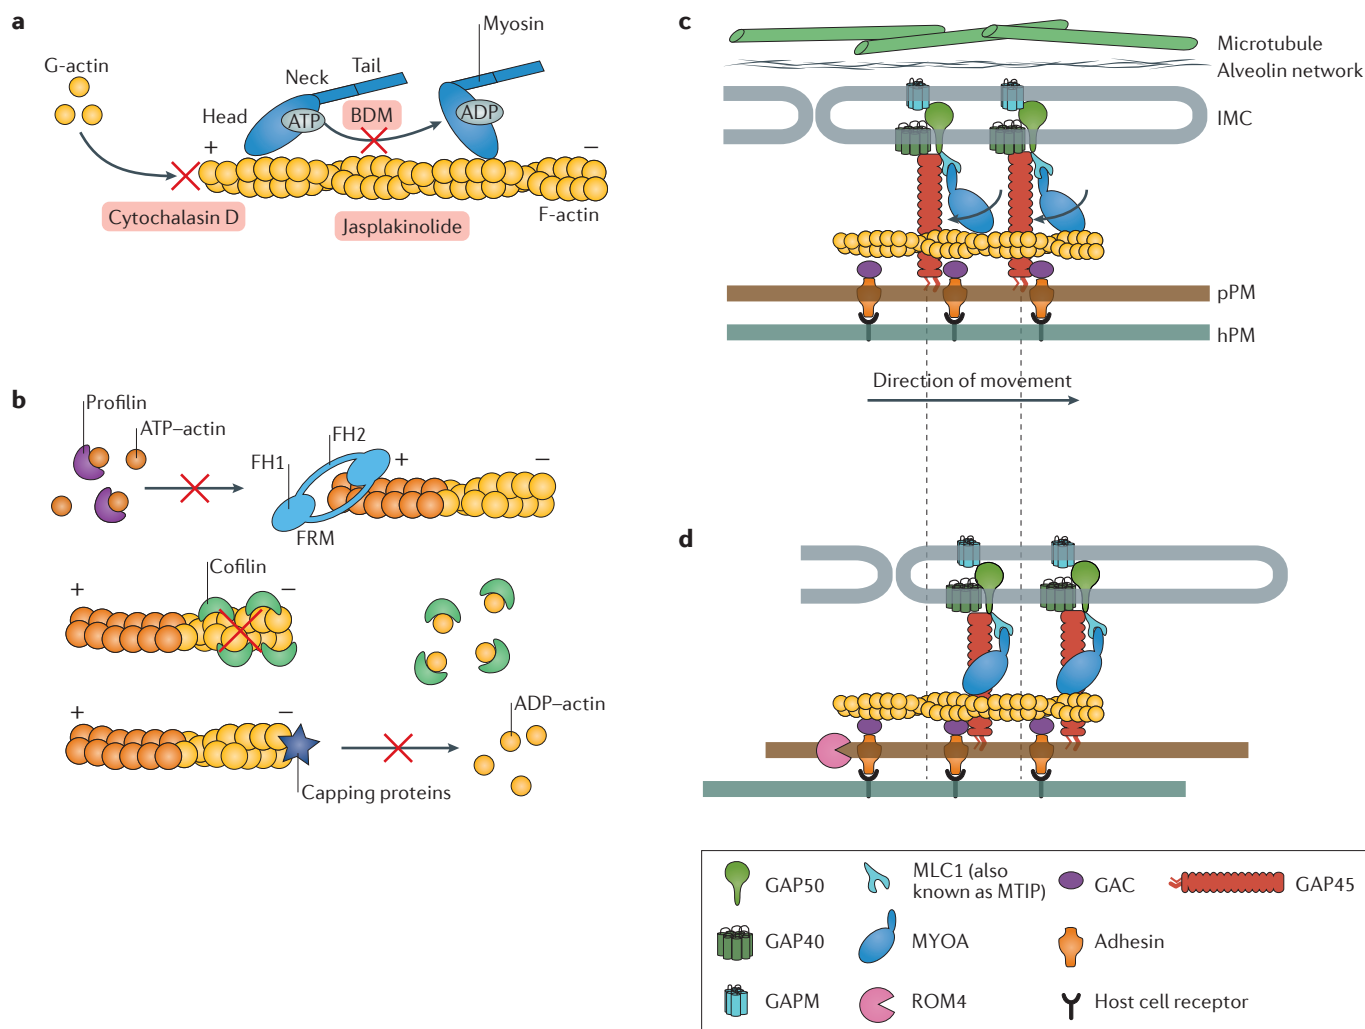 a
G-actin
Head
Neck
Tail
Myosin
ATP
BDM
ADP
+
−
Cytochalasin D
Jasplakinolide
F-actin
b
Profilin
ATP–actin
FH1
FH2
+
−
FRM
Cofilin
+
−
+
−
ADP–actin
Capping proteins
c
Microtubule
Alveolin network
IMC
pPM
hPM
Direction of movement
d
GAP50
MLC1 (also
known as MTIP)
GAC
GAP45
GAP40
MYOA
Adhesin
GAPM
ROM4
Host cell receptor